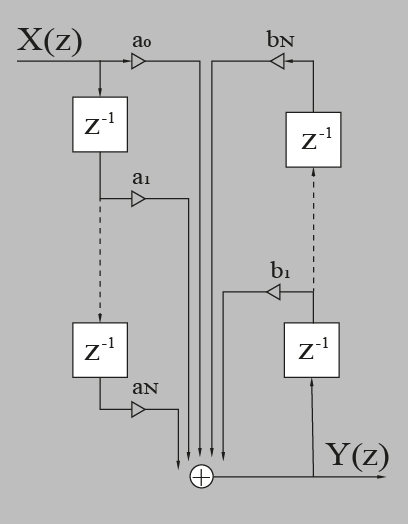 X(z)
a₀
bN
z⁻¹
z⁻¹
a₁
b₁
z⁻¹
z⁻¹
aN
Y(z)